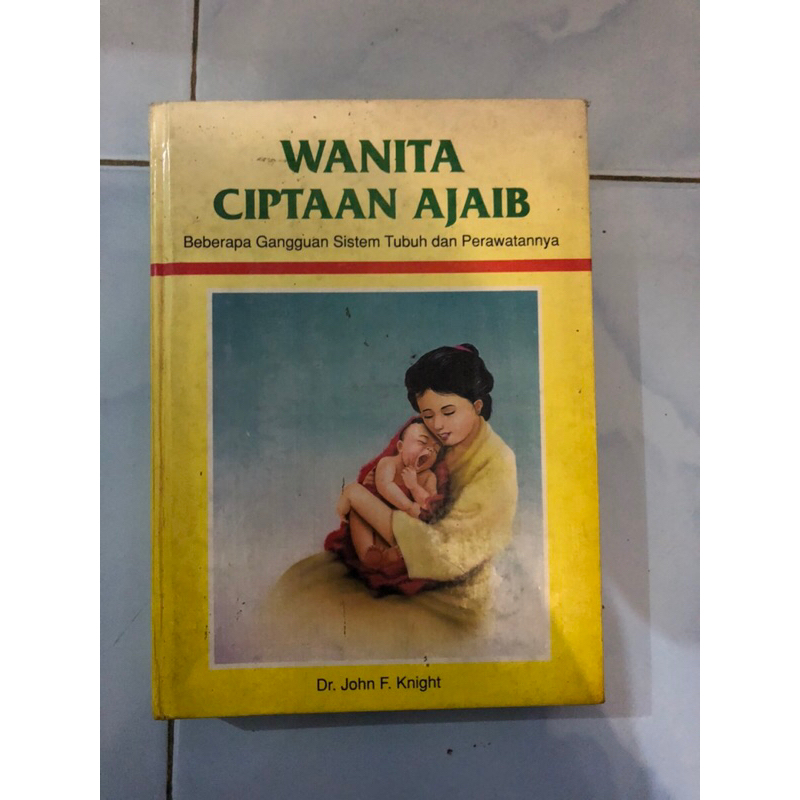 WANITA
CIPTAAN AJAIB
Beberapa Gangguan Sistem Tubuh dan Perawatannya
Dr. John F. Knight